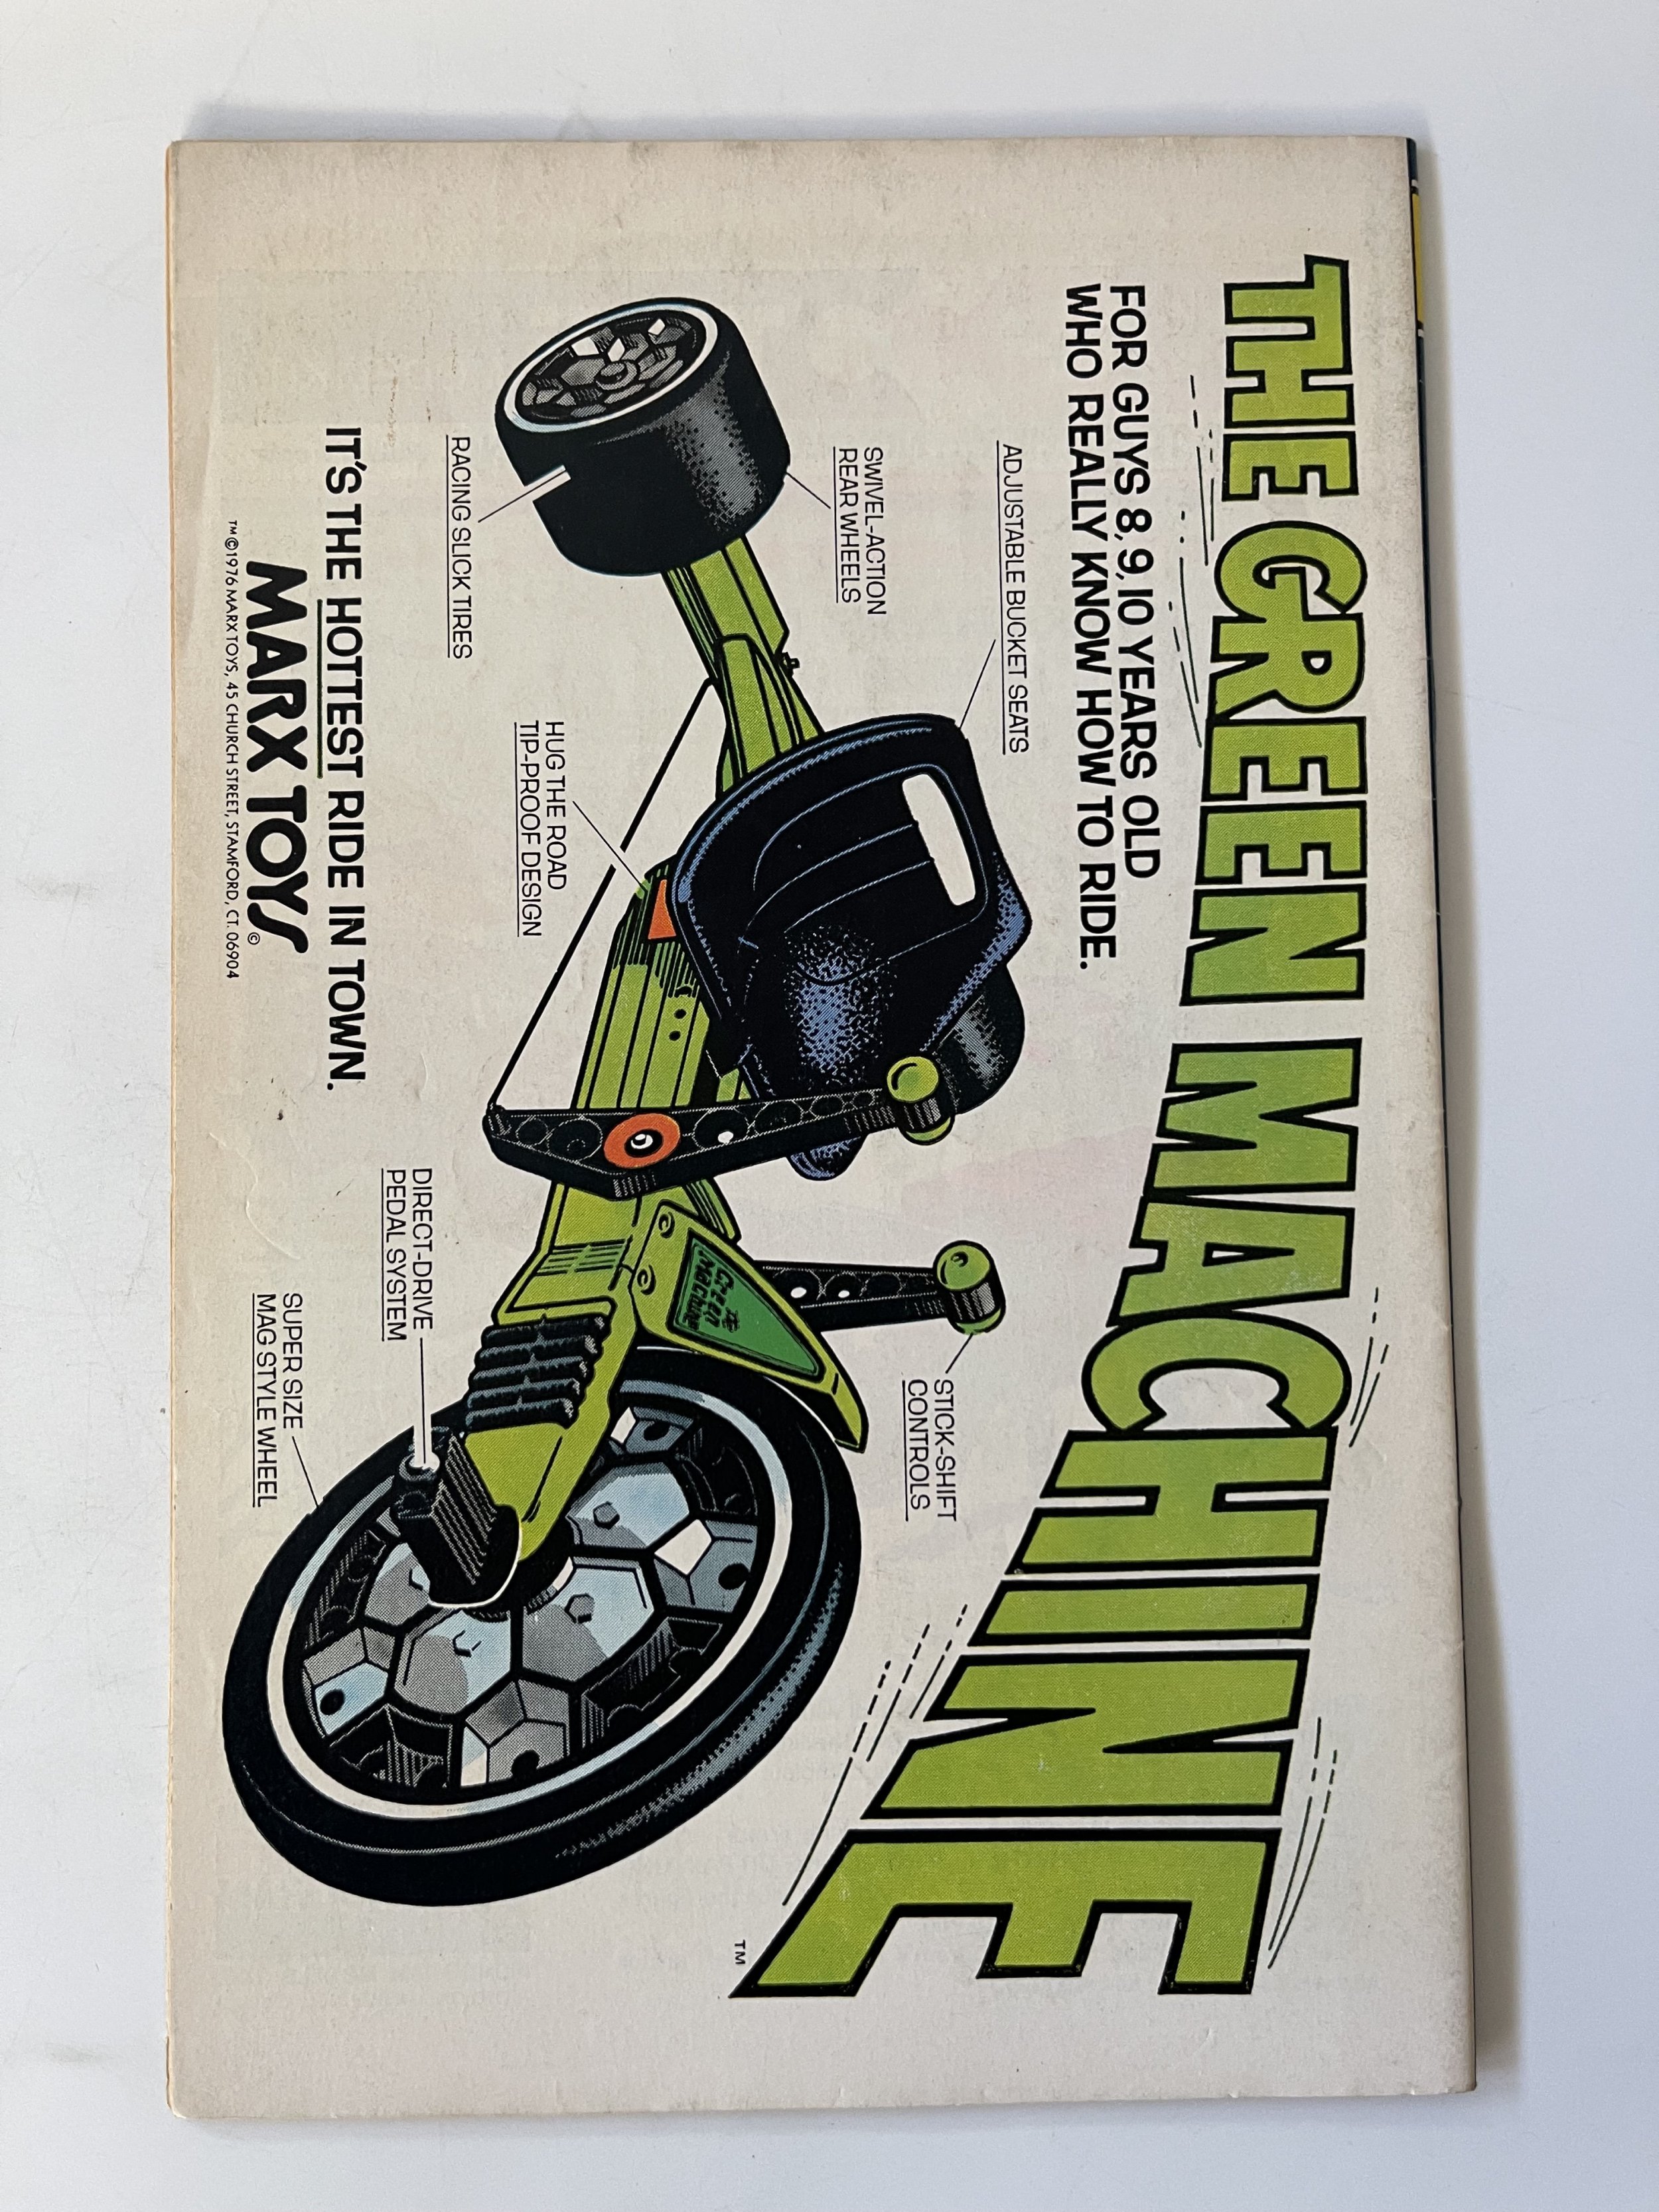 THE GREEN MACHINE
TM
FOR GUYS 8, 9, 10 YEARS OLD
WHO REALLY KNOW HOW TO RIDE.
ADJUSTABLE BUCKET SEATS
SWIVEL-ACTION
REAR WHEELS
STICK-SHIFT
CONTROLS
Green
Machine
HUG THE ROAD
TIP-PROOF DESIGN
RACING SLICK TIRES
DIRECT-DRIVE
PEDAL SYSTEM
SUPER SIZE
MAG STYLE WHEEL
IT'S THE HOTTEST RIDE IN TOWN.
MARX TOYS©
™©1976 MARX TOYS, 45 CHURCH STREET, STAMFORD, CT. 06904